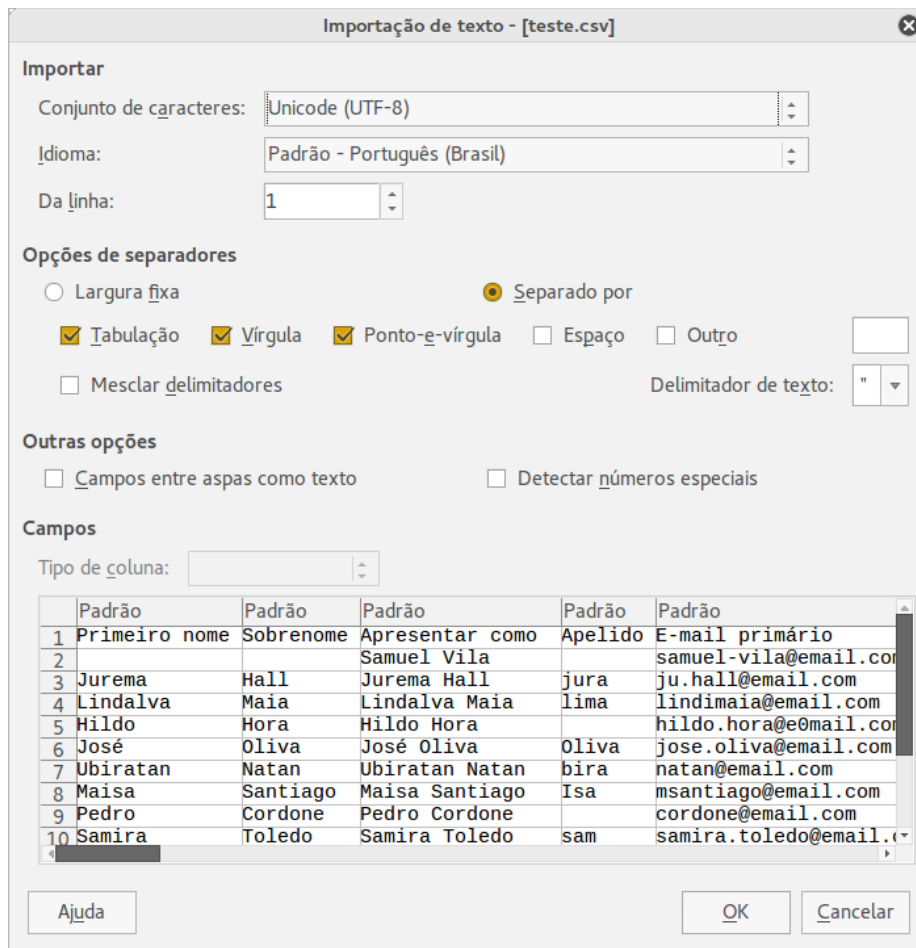 Importação de texto - [teste.csv]
Importar
Conjunto de caracteres: Unicode (UTF-8)
Idioma: Padrão - Português (Brasil)
Da linha: 1
Opções de separadores
Largura fixa Separado por
Tabulação Vírgula Ponto-e-vírgula Espaço Outro
Mesclar delimitadores Delimitador de texto: "
Outras opções
Campos entre aspas como texto Detectar números especiais
Campos
Tipo de coluna:
Padrão Padrão Padrão Padrão Padrão
1 Primeiro nome Sobrenome Apresentar como Apelido E-mail primário
2 Samuel Vila samuel-vila@email.com
3 Jurema Hall Jurema Hall jura ju.hall@email.com
4 Lindalva Maia Lindalva Maia lima lindimaia@email.com
5 Hildo Hora Hildo Hora hildo.hora@e0mail.com
6 José Oliva José Oliva Oliva jose.oliva@email.com
7 Ubiratan Natan Ubiratan Natan bira natan@email.com
8 Maisa Santiago Maisa Santiago Isa msantiago@email.com
9 Pedro Cordone Pedro Cordone cordone@email.com
10 Samira Toledo Samira Toledo sam samira.toledo@email.c
Ajuda OK Cancelar